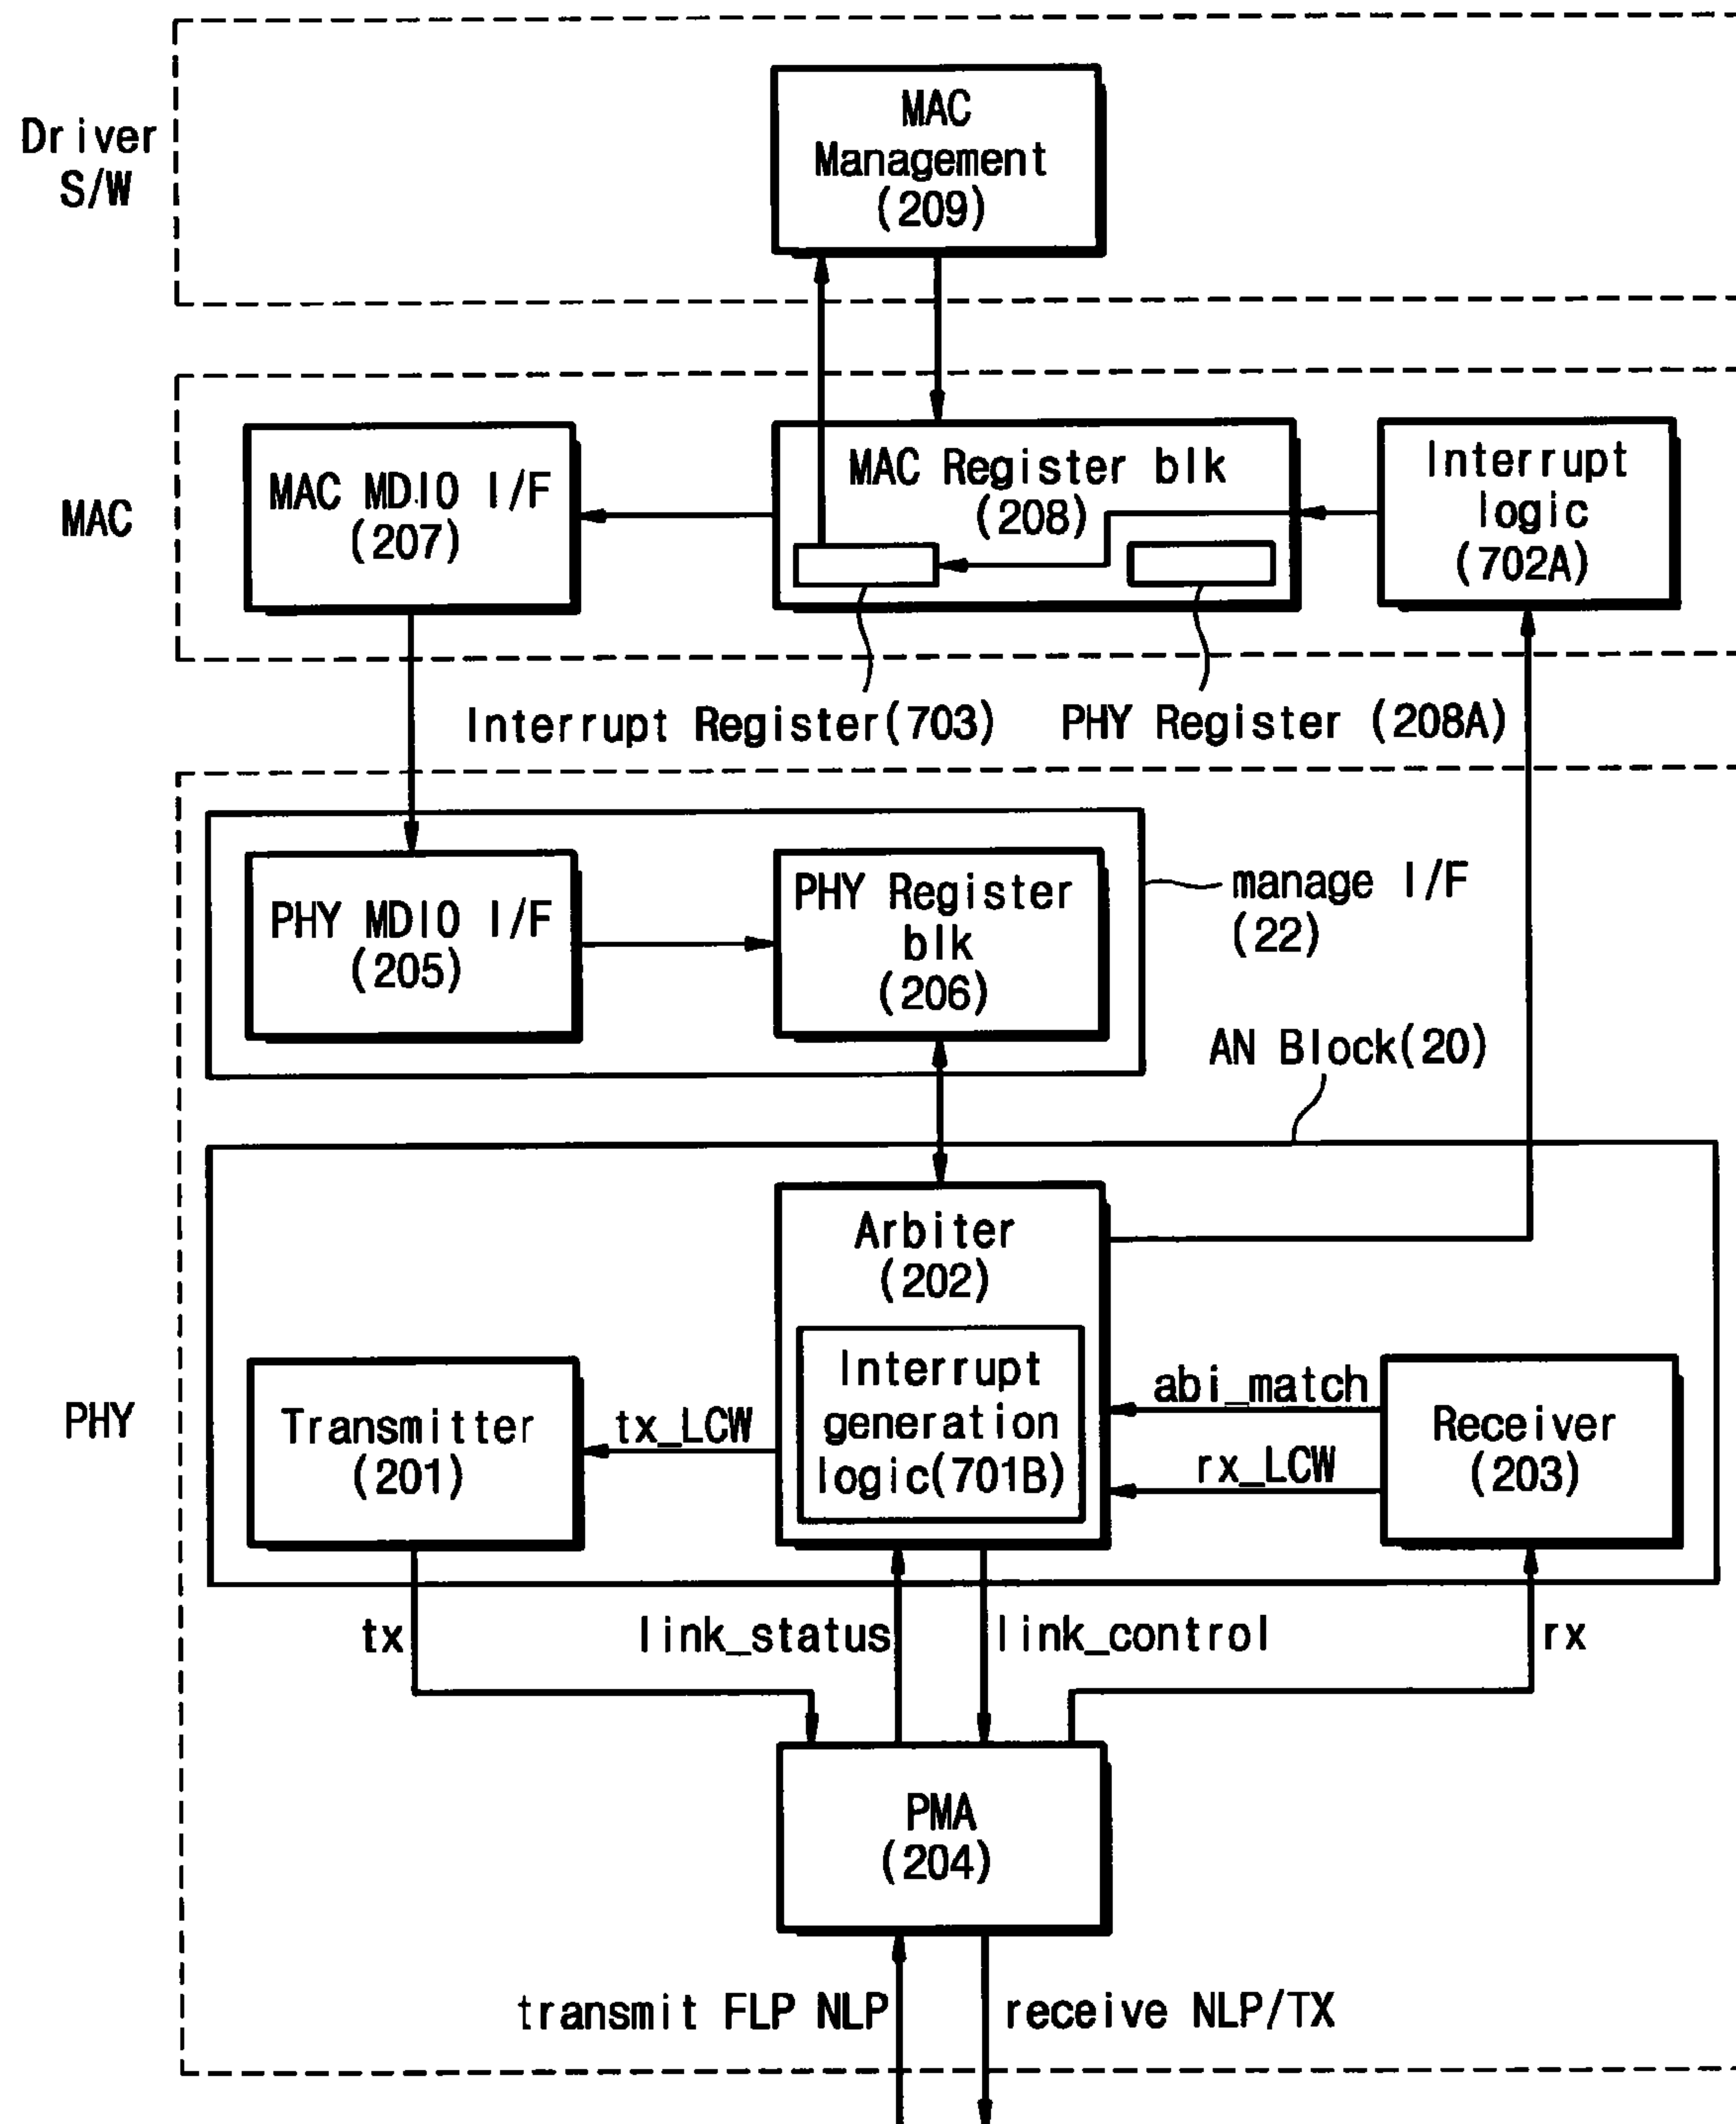 MAC
Management
(209)
Driver
S/W
MAC MDIO I/F
(207)
MAC Register blk
(208)
Interrupt
logic
(702A)
MAC
Interrupt Register(703)
PHY Register (208A)
PHY MDIO I/F
(205)
PHY Register
blk
(206)
manage I/F
(22)
AN Block(20)
Arbiter
(202)
Interrupt
generation
logic(701B)
PHY
Transmitter
(201)
tx_LCW
abi_match
rx_LCW
Receiver
(203)
tx
link_status
link_control
rx
PMA
(204)
transmit FLP NLP
receive NLP/TX